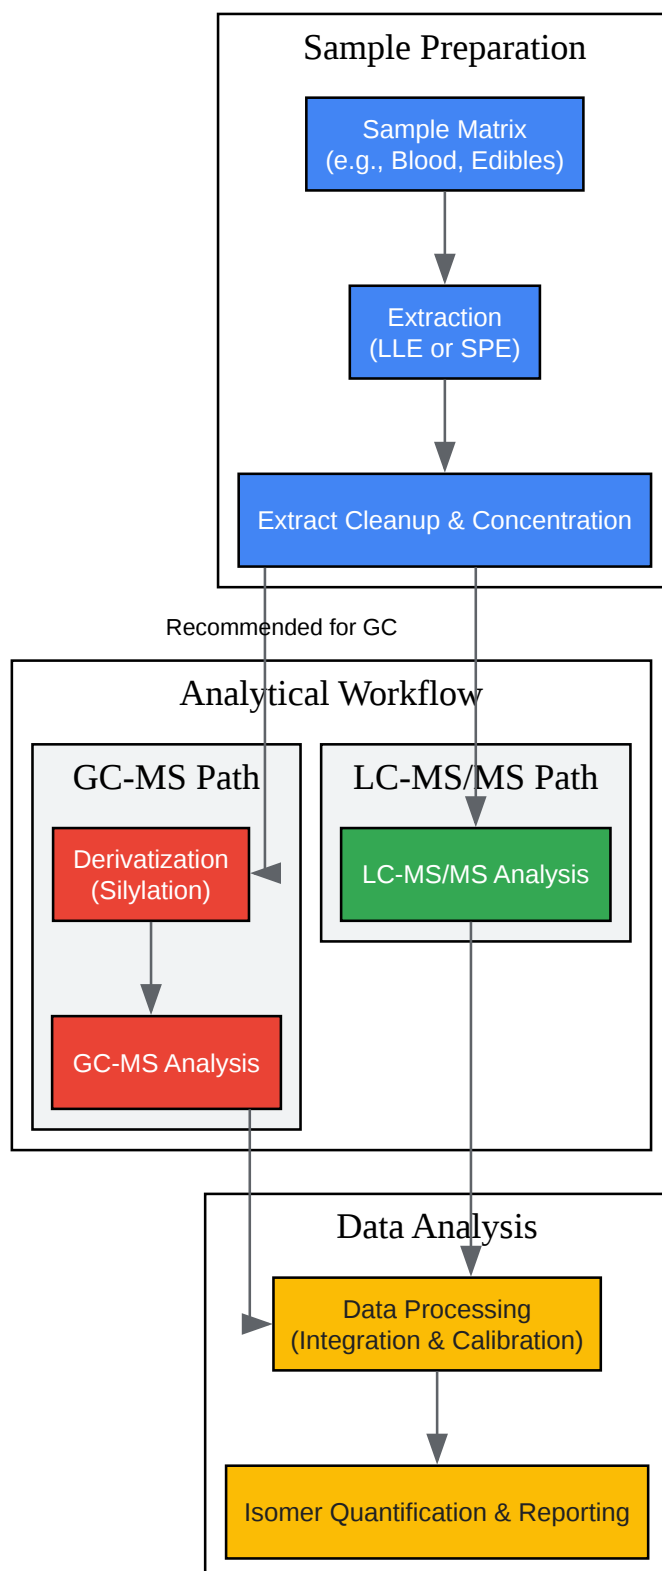 Sample Preparation
Sample Matrix
(e.g., Blood, Edibles)
Extraction
(LLE or SPE)
Extract Cleanup & Concentration
Recommended for GC
Analytical Workflow
GC-MS Path
LC-MS/MS Path
Derivatization
(Silylation)
LC-MS/MS Analysis
GC-MS Analysis
Data Analysis
Data Processing
(Integration & Calibration)
Isomer Quantification & Reporting